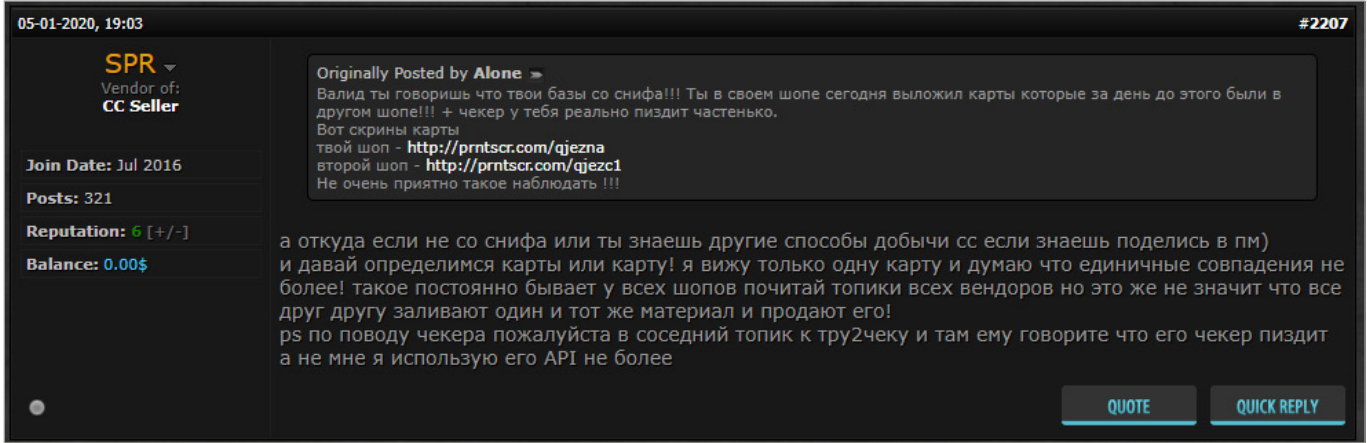 05-01-2020, 19:03
#2207
SPR
Vendor of:
CC Seller
Join Date: Jul 2016
Posts: 321
Reputation: 6 [+/-]
Balance: 0.00$
Originally Posted by Alone
Валид ты говоришь что твои базы со снифа!!! Ты в своем шопе сегодня выложил карты которые за день до этого были в
другом шопе!!! + чекер у тебя реально пиздит частенько.
Вот скрины карты
твой шоп - http://prntscr.com/qjezna
второй шоп - http://prntscr.com/qjezc1
Не очень приятно такое наблюдать !!!
а откуда если не со снифа или ты знаешь другие способы добычи сс если знаешь поделись в пм)
и давай определимся карты или карту! я вижу только одну карту и думаю что единичные совпадения не
более! такое постоянно бывает у всех шопов почитай топики всех вендоров но это же не значит что все
друг другу заливают один и тот же материал и продают его!
ps по поводу чекера пожалуйста в соседний топик к тру2чеку и там ему говорите что его чекер пиздит
а не мне я использую его API не более
QUOTE
QUICK REPLY